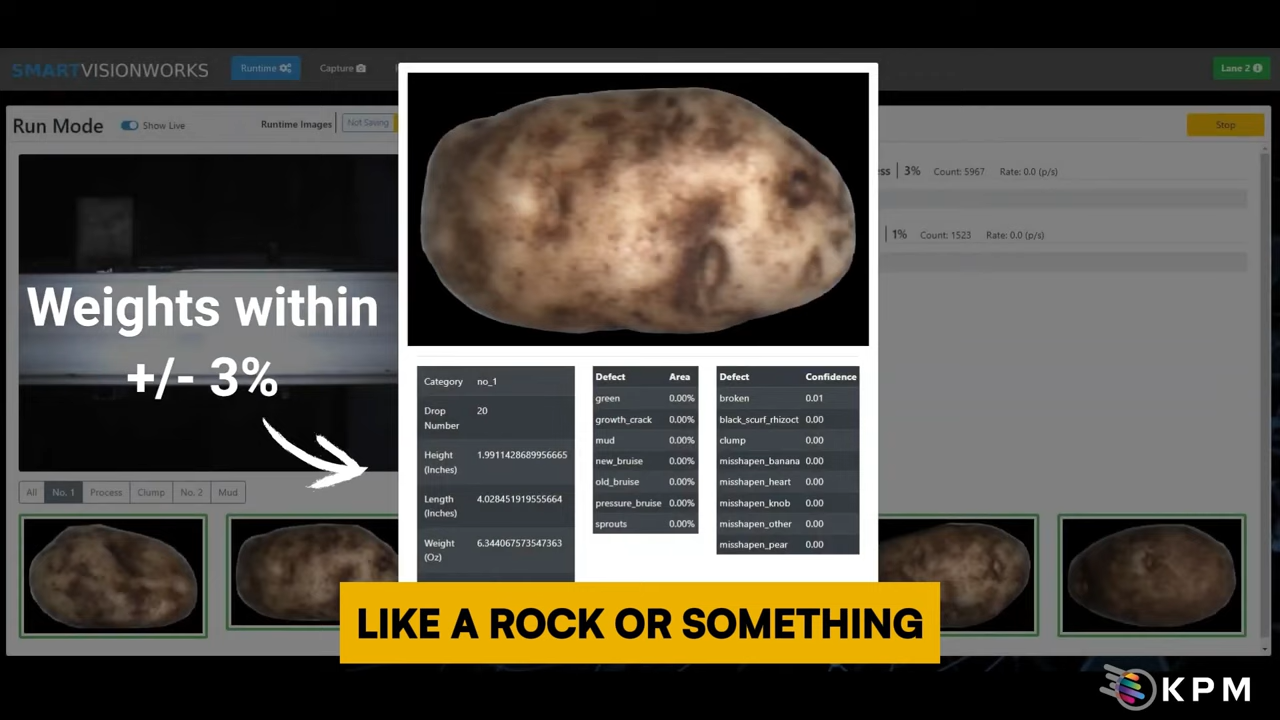 SMARTVISIONWORKS
Runtime
Capture
Lane 2
Run Mode
Show Live
Runtime Images
Not Saving
Stop
ss 3% Count: 5967 Rate: 0.0 (p/s)
1% Count: 1523 Rate: 0.0 (p/s)
Weights within
+/- 3%
Category no_1
Drop Number 20
Height (Inches) 1.9911428689956665
Length (Inches) 4.028451919555664
Weight (Oz) 6.344067573547363
Defect Area
green 0.00%
growth_crack 0.00%
mud 0.00%
new_bruise 0.00%
old_bruise 0.00%
pressure_bruise 0.00%
sprouts 0.00%
Defect Confidence
broken 0.01
black_scurf_rhizoct 0.00
clump 0.00
misshapen_banana 0.00
misshapen_heart 0.00
misshapen_knob 0.00
misshapen_other 0.00
misshapen_pear 0.00
All No. 1 Process Clump No. 2 Mud
LIKE A ROCK OR SOMETHING
KPM